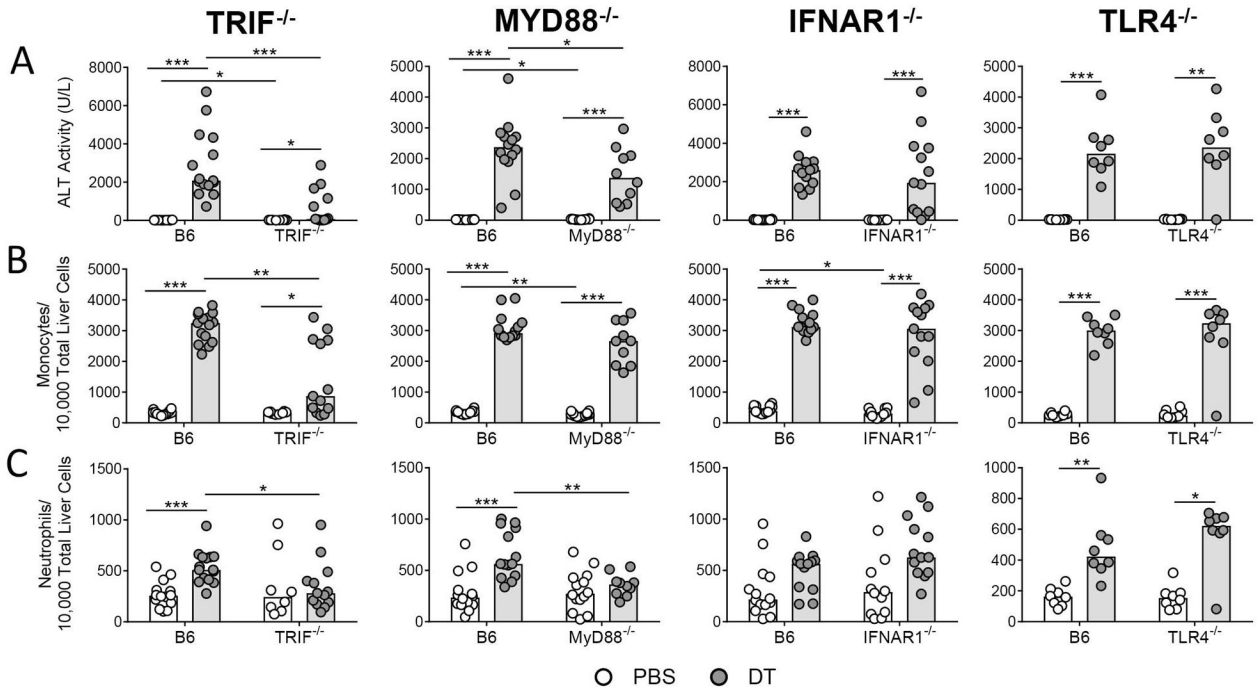 TRIF-/- MYD88-/- IFNAR1-/- TLR4-/-
A
ALT Activity (U/L)
8000 6000 4000 2000 0
*** * *** *
B6 TRIF-/-
5000 4000 3000 2000 1000 0
*** * * ***
B6 MyD88-/-
8000 6000 4000 2000 0
*** ***
B6 IFNAR1-/-
5000 4000 3000 2000 1000 0
*** **
B6 TLR4-/-
B
Monocytes/
10,000 Total Liver Cells
5000 4000 3000 2000 1000 0
*** ** *
B6 TRIF-/-
5000 4000 3000 2000 1000 0
*** ** ***
B6 MyD88-/-
5000 4000 3000 2000 1000 0
* *** ***
B6 IFNAR1-/-
5000 4000 3000 2000 1000 0
*** ***
B6 TLR4-/-
C
Neutrophils/
10,000 Total Liver Cells
1500 1000 500 0
*** *
B6 TRIF-/-
1500 1000 500 0
*** **
B6 MyD88-/-
1500 1000 500 0
B6 IFNAR1-/-
1000 800 600 400 200 0
** *
B6 TLR4-/-
PBS DT